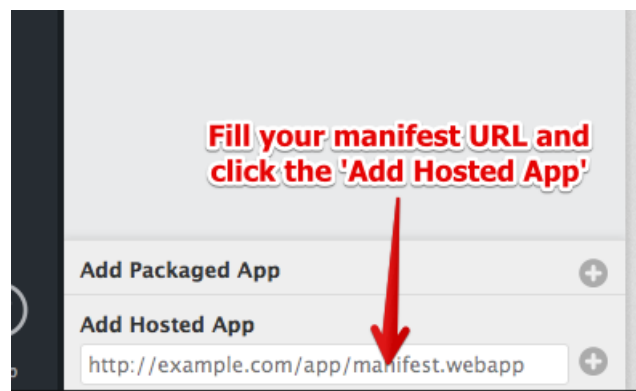 Fill your manifest URL and
click the 'Add Hosted App'
Add Packaged App
Add Hosted App
http://example.com/app/manifest.webapp